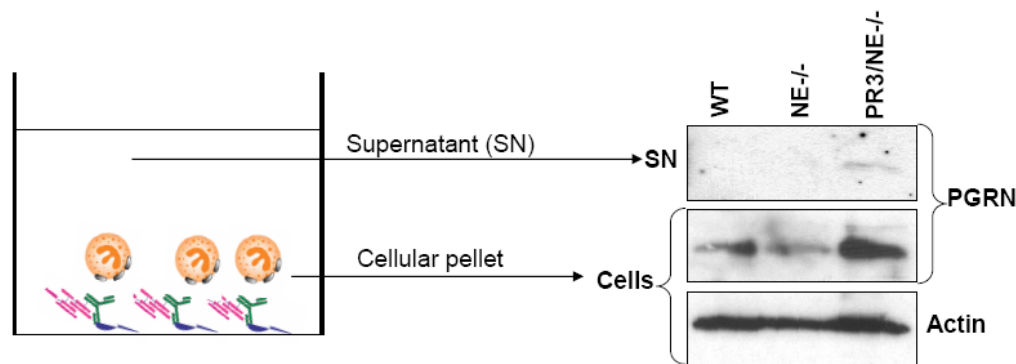 WT
NE-/-
PR3/NE-/-
Supernatant (SN)
SN
PGRN
Cellular pellet
Cells
Actin